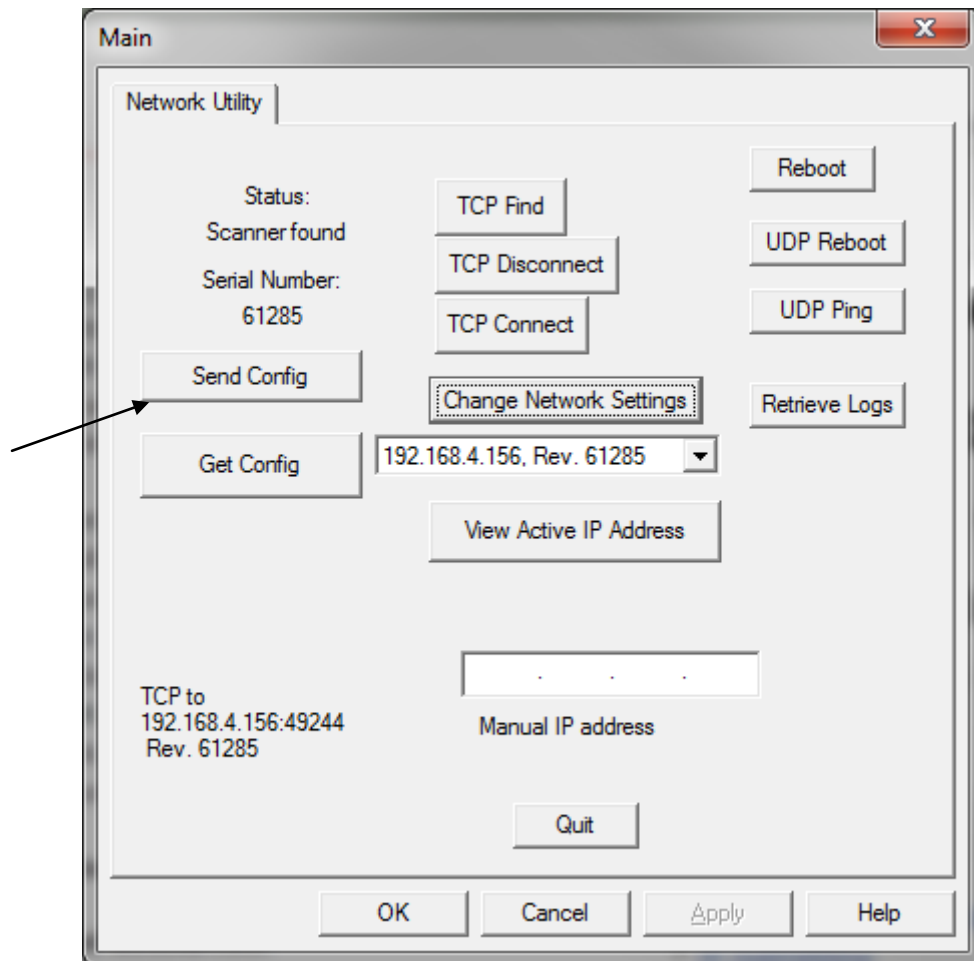 Main
Network Utility
Status:
Scanner found
Serial Number:
61285
Send Config
Get Config
TCP Find
TCP Disconnect
TCP Connect
Change Network Settings
192.168.4.156, Rev. 61285
View Active IP Address
Reboot
UDP Reboot
UDP Ping
Retrieve Logs
TCP to
192.168.4.156:49244
Rev. 61285
. . .
Manual IP address
Quit
OK
Cancel
Apply
Help